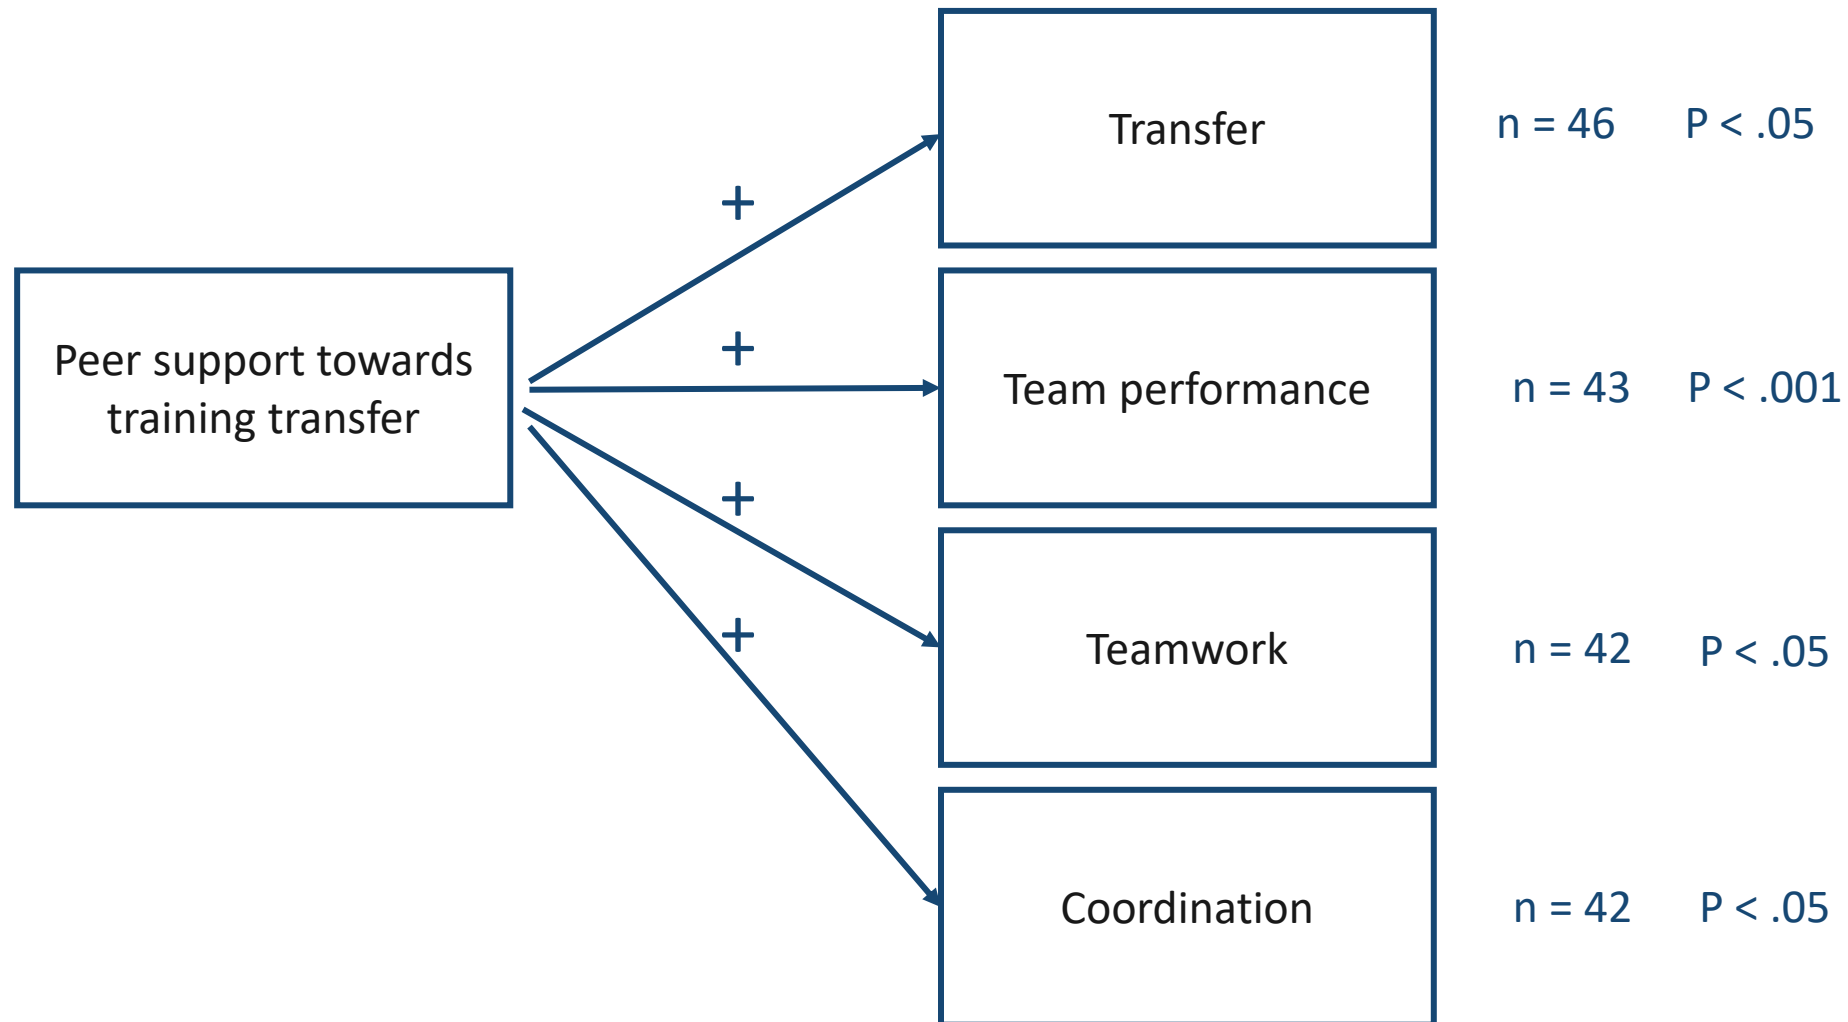 Transfer
n = 46
P < .05
+
Peer support towards
training transfer
+
Team performance
n = 43
P < .001
+
Teamwork
n = 42
P < .05
+
Coordination
n = 42
P < .05